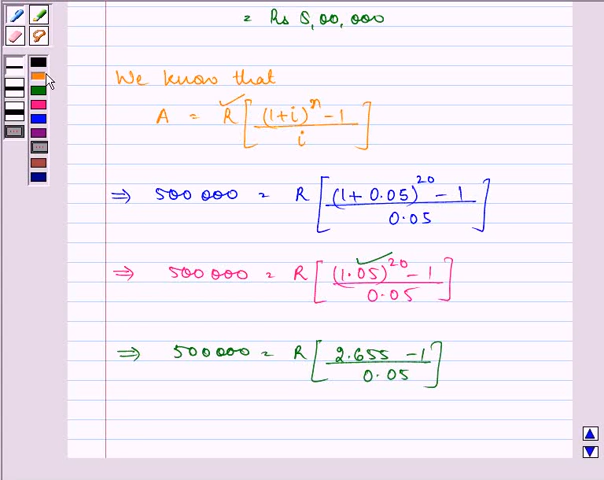 = Rs 5,00,000
We know that
A = R [ (1+i)^n - 1 / i ]
⇒ 500 000 = R [ (1 + 0.05)^20 - 1 / 0.05 ]
⇒ 500 000 = R [ (1.05)^20 - 1 / 0.05 ]
⇒ 500 000 = R [ 2.655 - 1 / 0.05 ]